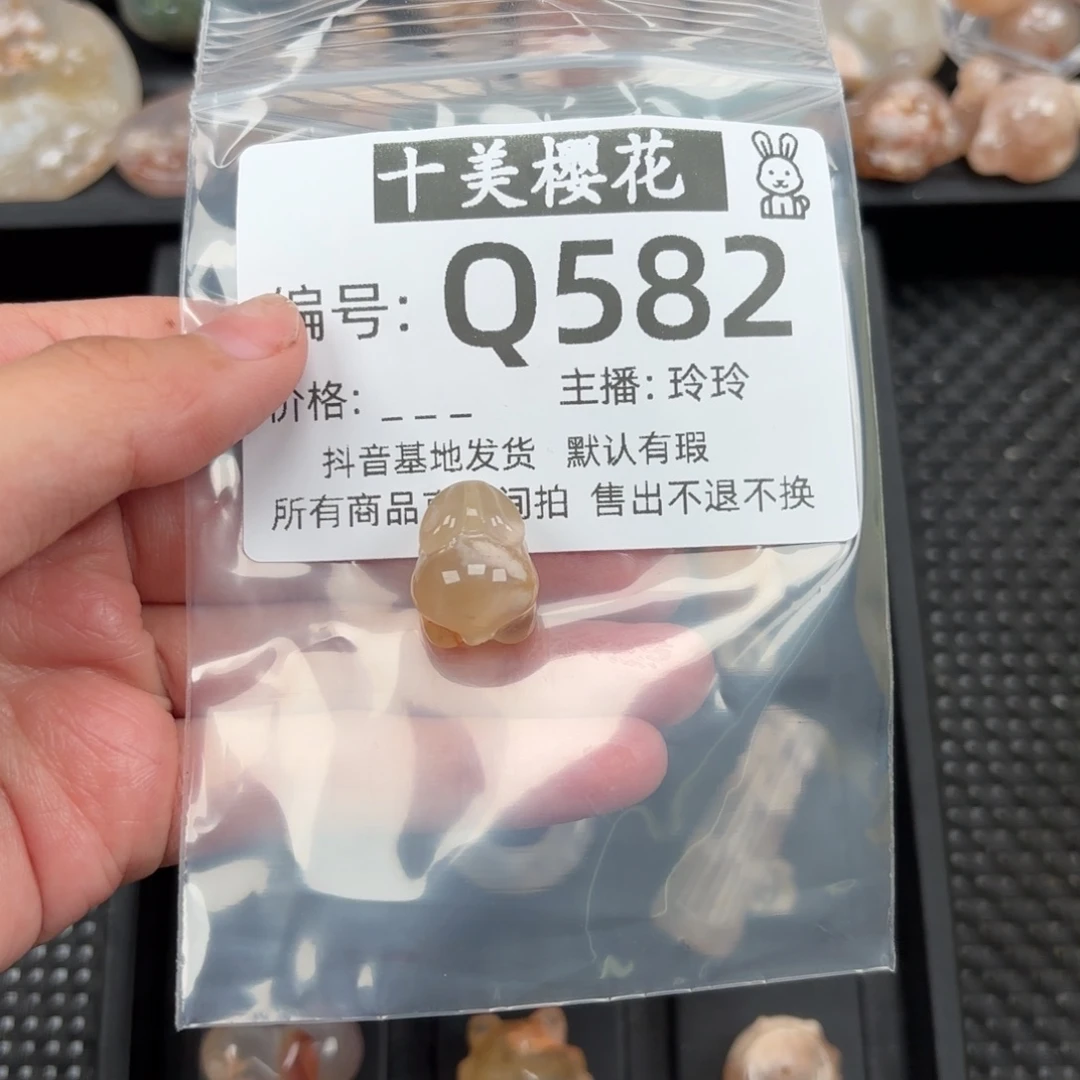 十美樱花
编号: Q582
价格: _ _ _ 主播: 玲玲
抖音基地发货 默认有瑕
所有商品 间拍 售出不退不换